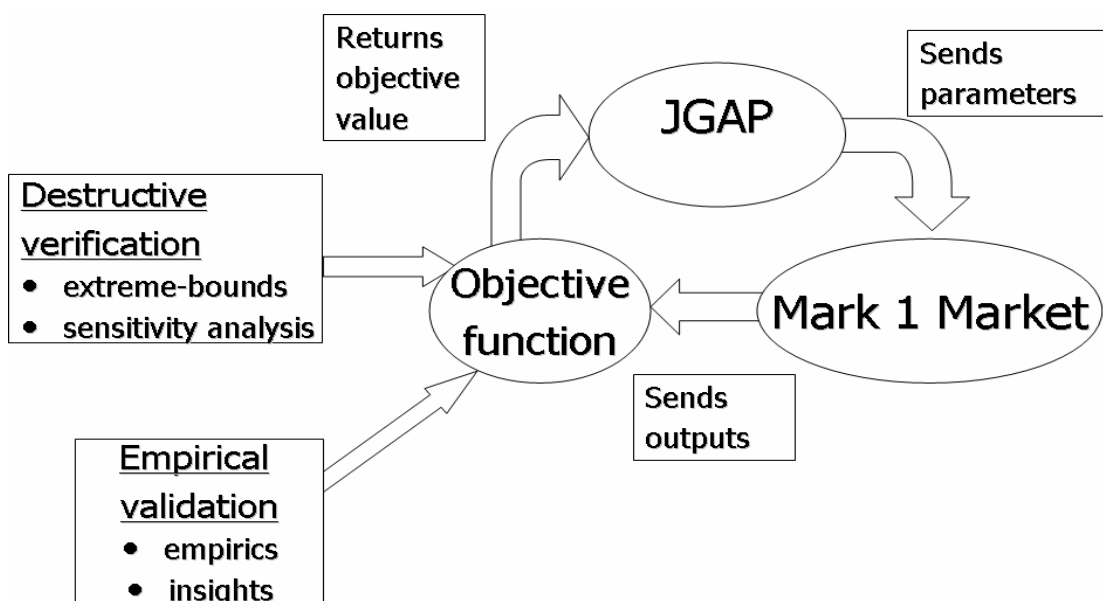 Returns
objective
value
JGAP
Sends
parameters
Destructive
verification
• extreme-bounds
• sensitivity analysis
Objective
function
Mark 1 Market
Sends
outputs
Empirical
validation
• empirics
• insights